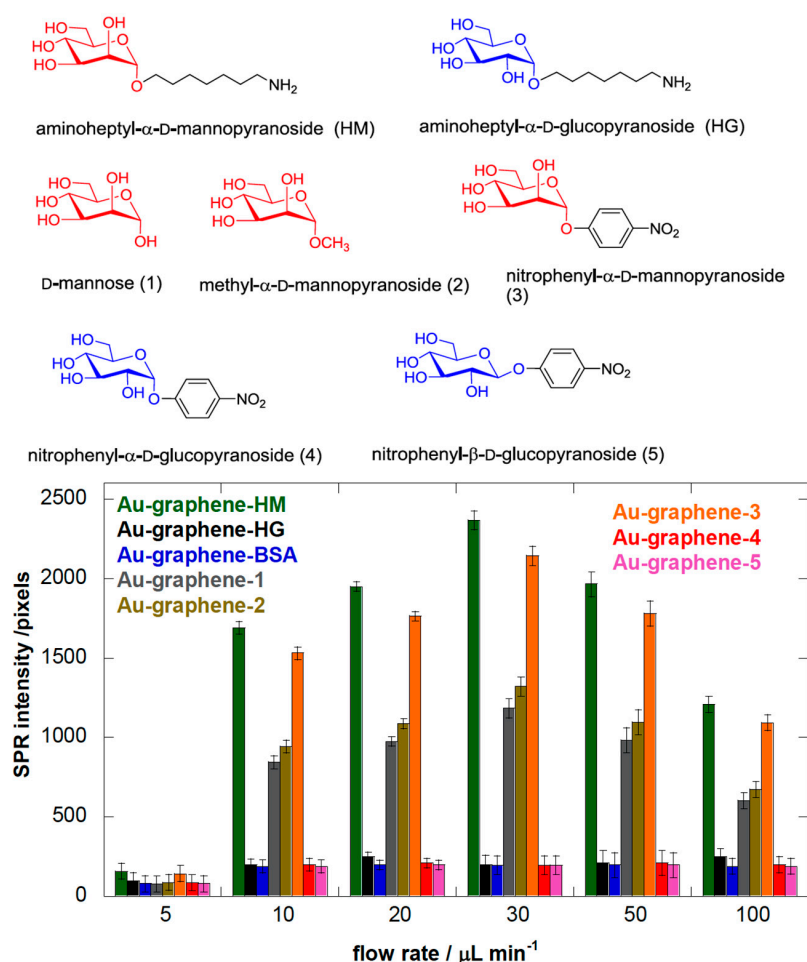 HO
OH
HO
HO
O
O
NH2
aminoheptyl-α-D-mannopyranoside (HM)
HO
HO
HO
O
OH
O
NH2
aminoheptyl-α-D-glucopyranoside (HG)
HO
OH
HO
HO
O
OH
D-mannose (1)
HO
OH
HO
HO
O
OCH3
methyl-α-D-mannopyranoside (2)
HO
OH
HO
HO
O
O
NO2
nitrophenyl-α-D-mannopyranoside
(3)
HO
HO
HO
O
OH
O
NO2
nitrophenyl-α-D-glucopyranoside (4)
HO
HO
HO
O
OH
O
NO2
nitrophenyl-β-D-glucopyranoside (5)
Au-graphene-HM
Au-graphene-HG
Au-graphene-BSA
Au-graphene-1
Au-graphene-2
Au-graphene-3
Au-graphene-4
Au-graphene-5
SPR intensity /pixels
2500
2000
1500
1000
500
0
5 10 20 30 50 100
flow rate / μL min-1